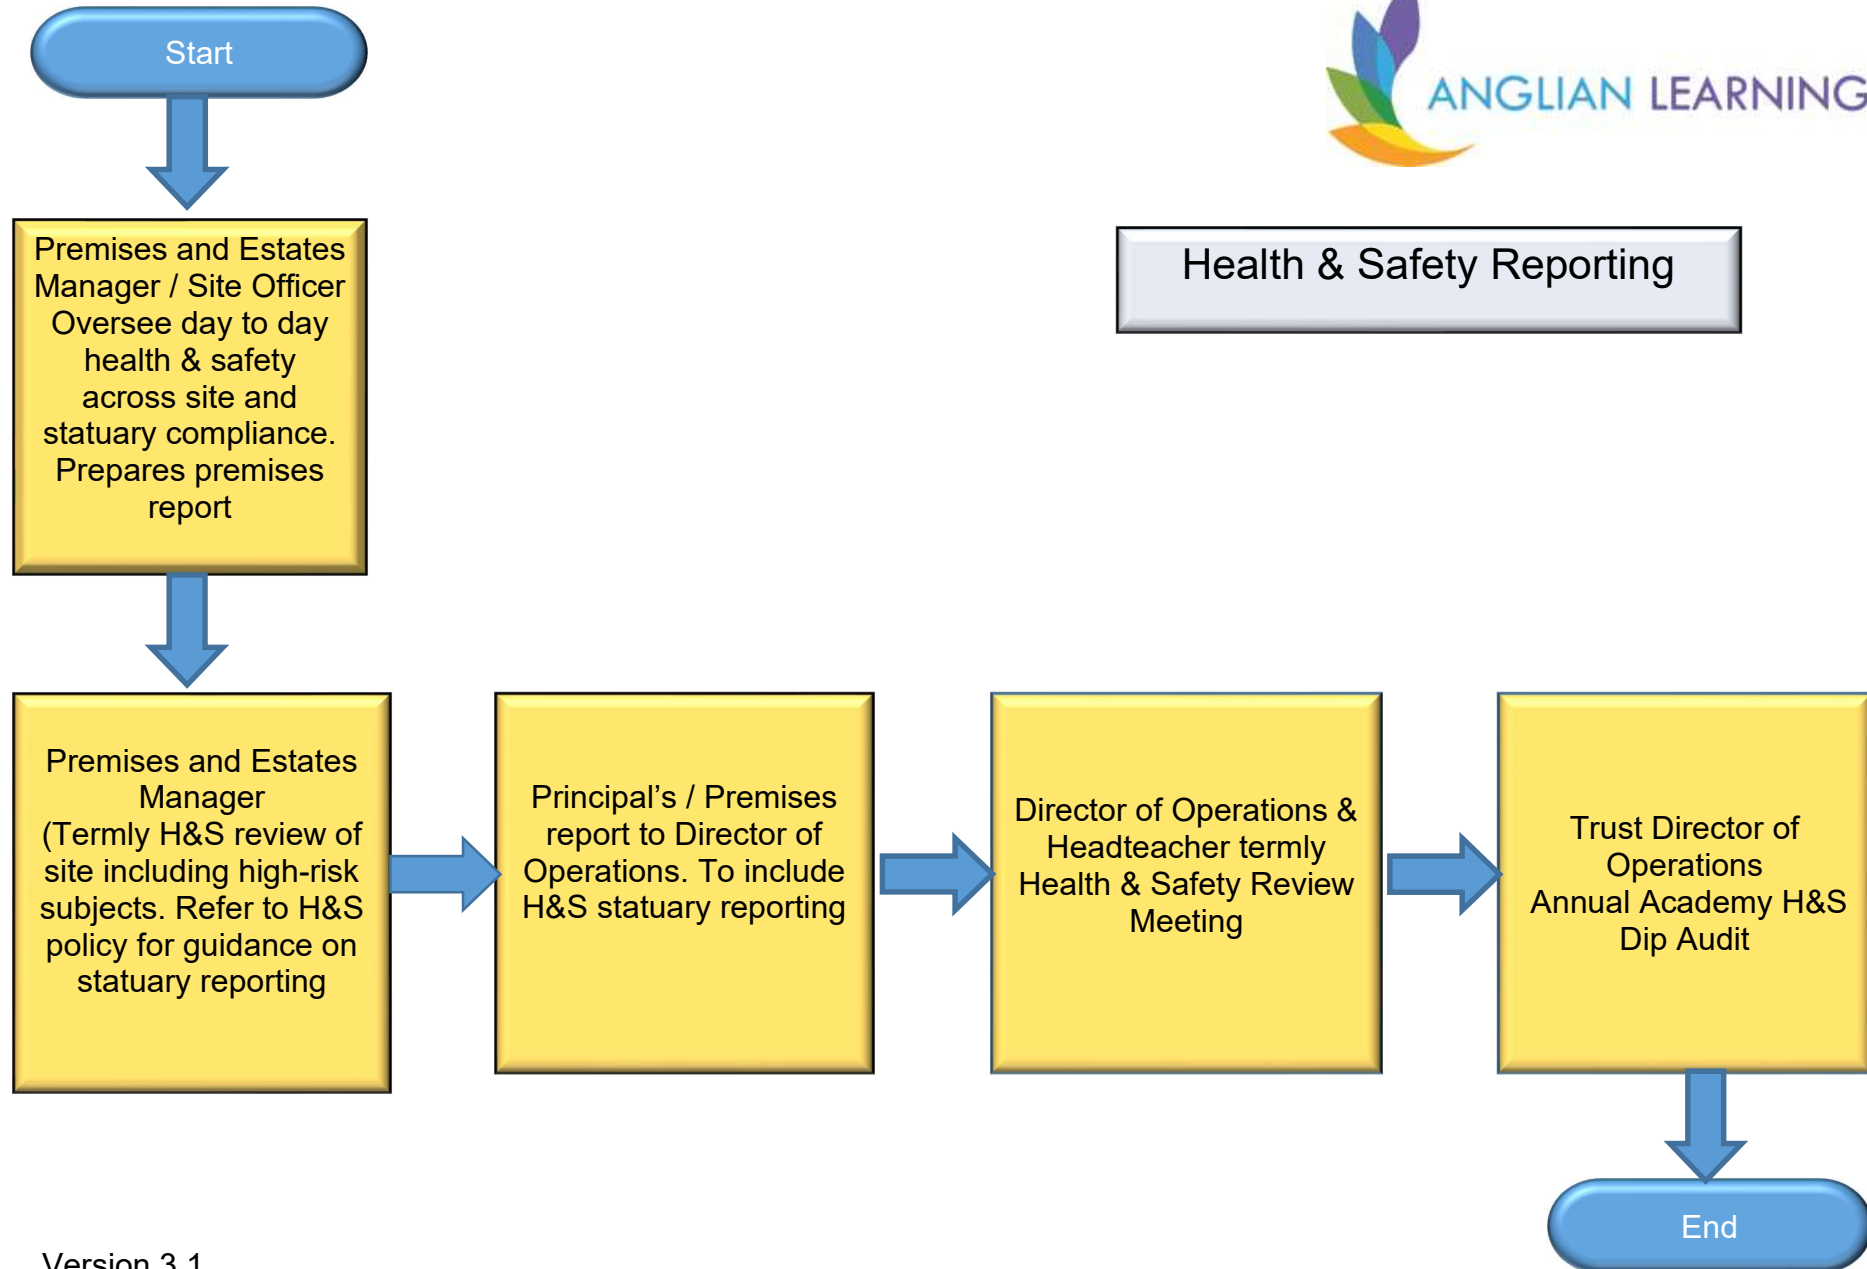 Start
ANGLIAN LEARNING
Health & Safety Reporting
Premises and Estates
Manager / Site Officer
Oversee day to day
health & safety
across site and
statuary compliance.
Prepares premises
report
Premises and Estates
Manager
(Termly H&S review of
site including high-risk
subjects. Refer to H&S
policy for guidance on
statuary reporting
Principal’s / Premises
report to Director of
Operations. To include
H&S statuary reporting
Director of Operations &
Headteacher termly
Health & Safety Review
Meeting
Trust Director of
Operations
Annual Academy H&S
Dip Audit
End
Version 3.1